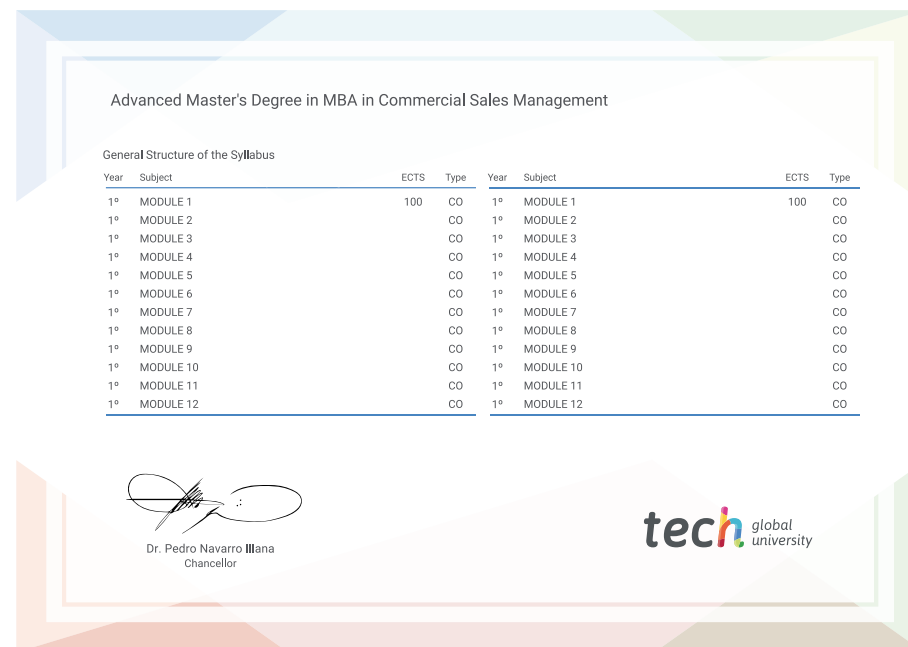 Advanced Master's Degree in MBA in Commercial Sales Management
General Structure of the Syllabus
Year Subject ECTS Type
1º MODULE 1 100 CO
1º MODULE 2 CO
1º MODULE 3 CO
1º MODULE 4 CO
1º MODULE 5 CO
1º MODULE 6 CO
1º MODULE 7 CO
1º MODULE 8 CO
1º MODULE 9 CO
1º MODULE 10 CO
1º MODULE 11 CO
1º MODULE 12 CO
Year Subject ECTS Type
1º MODULE 1 100 CO
1º MODULE 2 CO
1º MODULE 3 CO
1º MODULE 4 CO
1º MODULE 5 CO
1º MODULE 6 CO
1º MODULE 7 CO
1º MODULE 8 CO
1º MODULE 9 CO
1º MODULE 10 CO
1º MODULE 11 CO
1º MODULE 12 CO
Dr. Pedro Navarro Illana
Chancellor
tech global
university